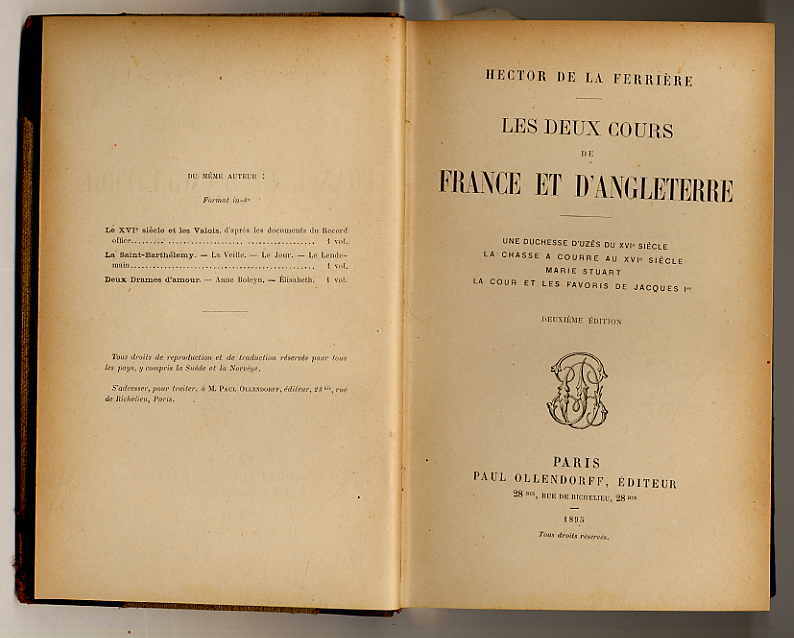 DU MÊME AUTEUR :
Format in-8º
Le XVIe siècle et les Valois, d'après les documents du Record
office.................................................. 1 vol.
La Saint-Barthélemy. — La Veille. — Le Jour. — Le Lende-
main.................................................. 1 vol.
Deux Drames d'amour. — Anne Boleyn. — Élisabeth. 1 vol.
Tous droits de reproduction et de traduction réservés pour tous
les pays, y compris la Suède et la Norvège.
S'adresser, pour traiter, à M. PAUL OLLENDORFF, éditeur, 28 bis, rue
de Richelieu, Paris.
HECTOR DE LA FERRIÈRE
LES DEUX COURS
DE
FRANCE ET D'ANGLETERRE
UNE DUCHESSE D'UZÈS DU XVIe SIÈCLE
LA CHASSE A COURRE AU XVIe SIÈCLE
MARIE STUART
LA COUR ET LES FAVORIS DE JACQUES Ier
DEUXIÈME ÉDITION
PARIS
PAUL OLLENDORFF, ÉDITEUR
28 BIS, RUE DE RICHELIEU, 28 BIS
1895
Tous droits réservés.